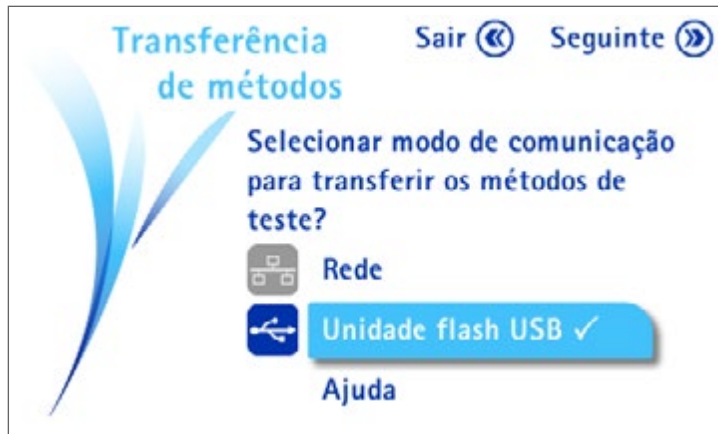 Transferência
de métodos
Sair
Seguinte
Selecionar modo de comunicação
para transferir os métodos de
teste?
Rede
Unidade flash USB ✓
Ajuda